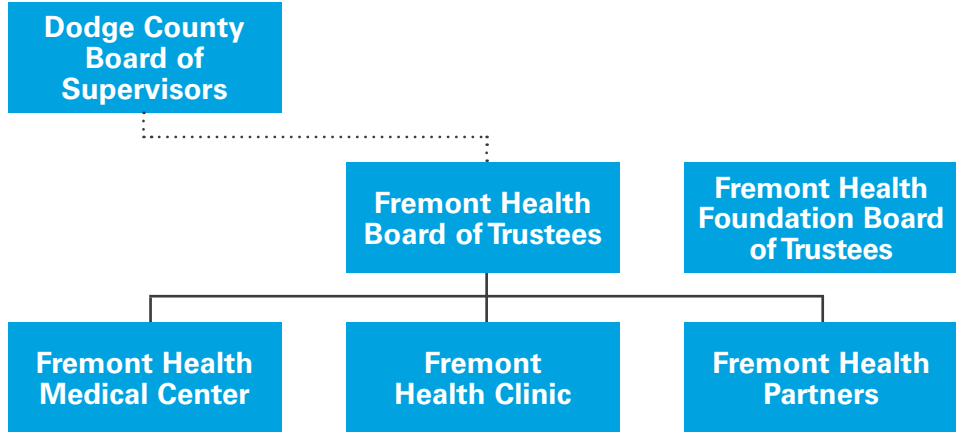 Dodge County
Board of
Supervisors
Fremont Health
Board of Trustees
Fremont Health
Foundation Board
of Trustees
Fremont Health
Medical Center
Fremont
Health Clinic
Fremont Health
Partners